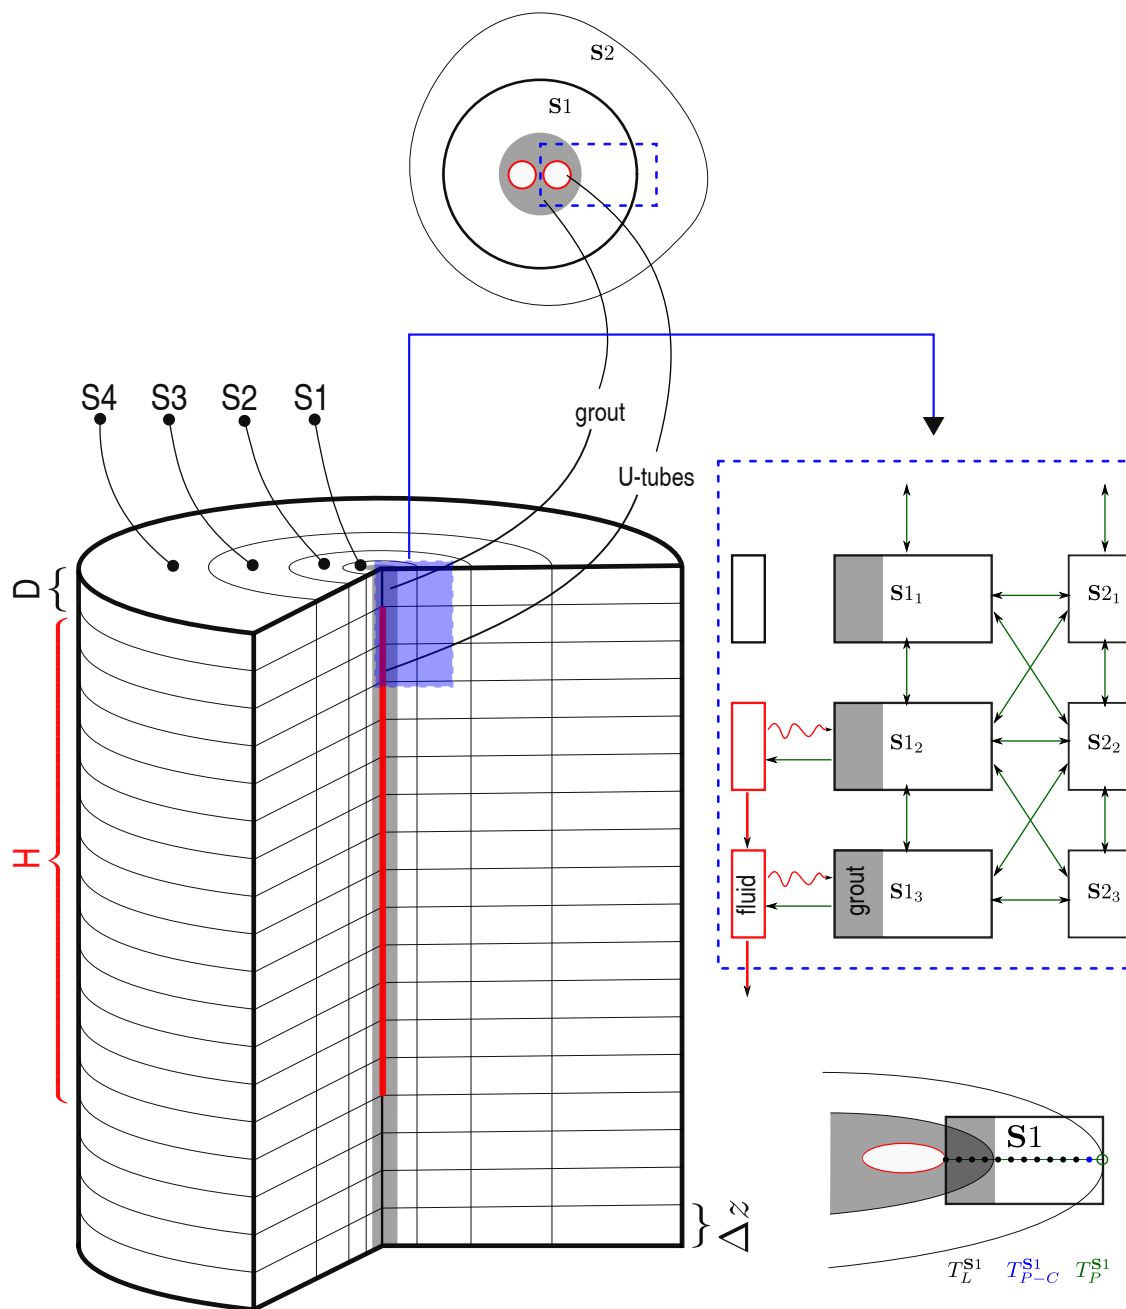 S2
S1
S4 S3 S2 S1
grout
U-tubes
D
H
S1₁ S2₁
S1₂ S2₂
fluid grout S1₃ S2₃
S1
Δz
T_L^{S1} T_{P−C}^{S1} T_P^{S1}